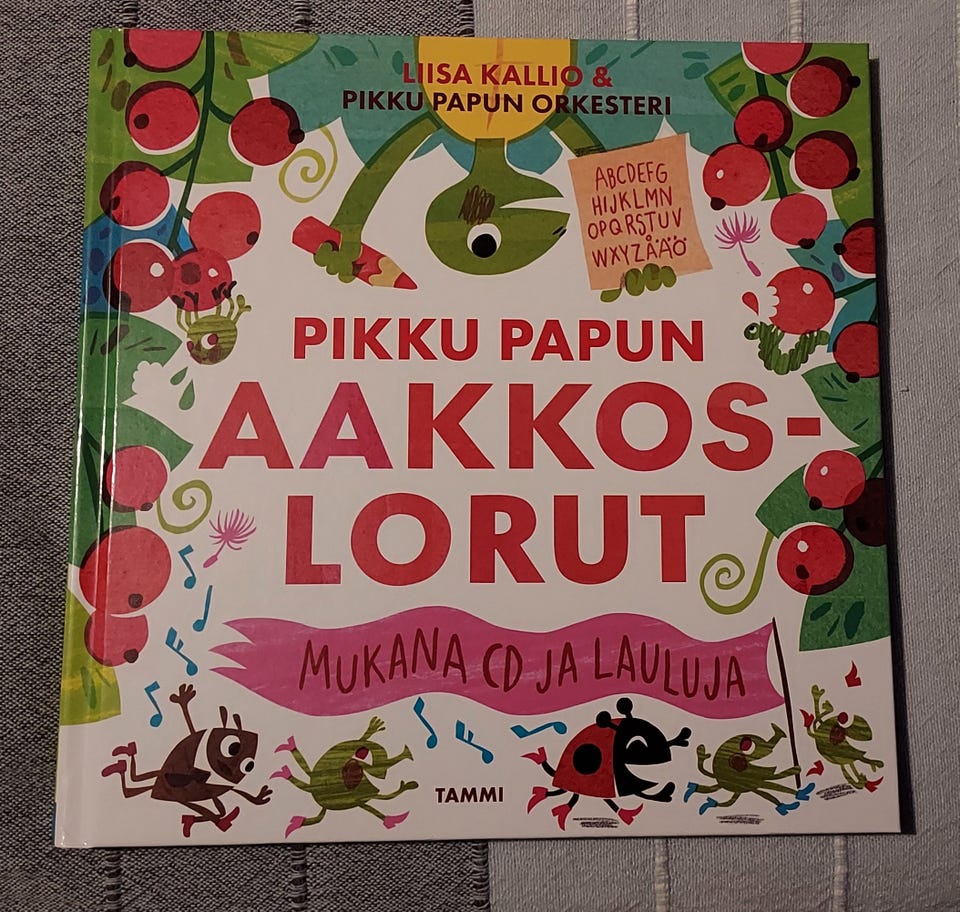 LIISA KALLIO &
PIKKU PAPUN ORKESTERI
ABCDEFG
HIJKLMN
OPQRSTUV
WXYZÅÄÖ
PIKKU PAPUN
AAKKOS-
LORUT
MUKANA CD JA LAULUJA
TAMMI